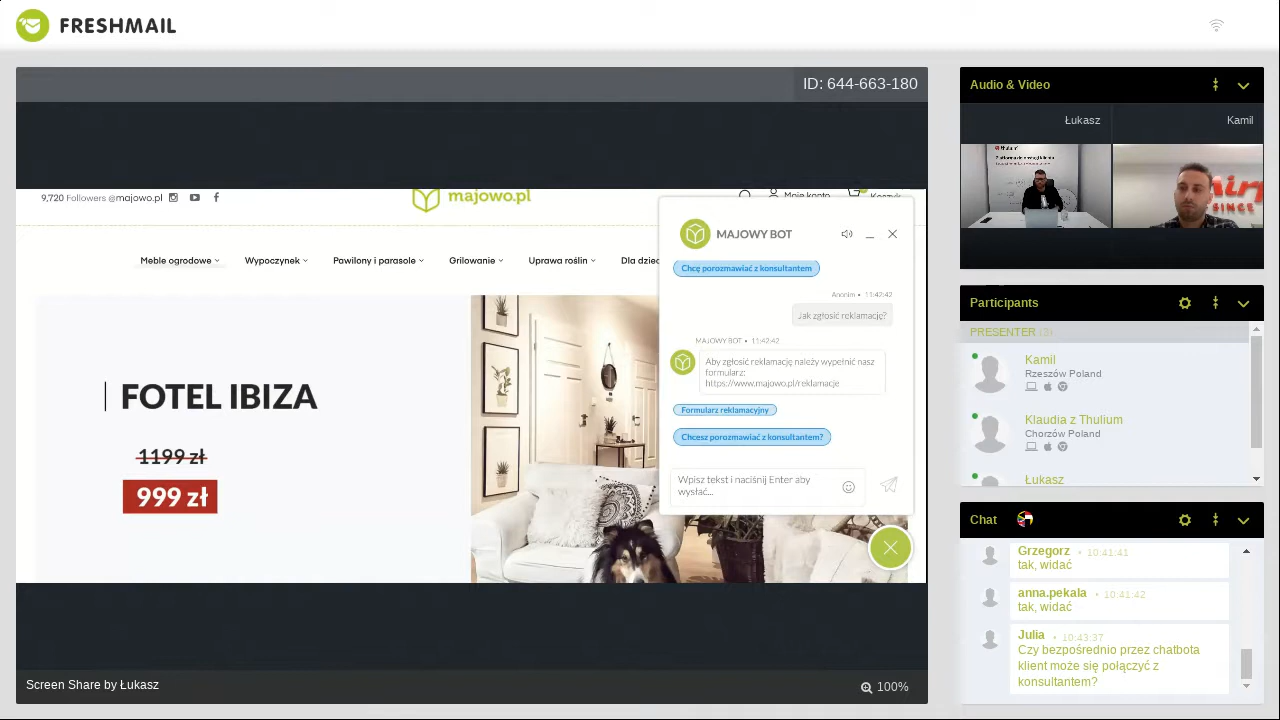 FRESHMAIL
ID: 644-663-180
9,720 Followers @majowo.pl
majowo.pl
Moje konto
Koszyk
Meble ogrodowe
Wypoczynek
Pawilony i parasole
Grilowanie
Uprawa roślin
Dla dziec
FOTEL IBIZA
1199 zł
999 zł
MAJOWY BOT
Chcę porozmawiać z konsultantem
Anonim • 11:42:42
Jak zgłosić reklamację?
MAJOWY BOT • 11:42:42
Aby zgłosić reklamację należy wypełnić nasz
formularz:
https://www.majowo.pl/reklamacje
Formularz reklamacyjny
Chcesz porozmawiać z konsultantem?
Wpisz tekst i naciśnij Enter aby
wysłać...
Screen Share by Łukasz
100%
Audio & Video
Łukasz
Kamil
thulium
SINCE
Participants
PRESENTER (3)
Kamil
Rzeszów Poland
Klaudia z Thulium
Chorzów Poland
Łukasz
Chat
Grzegorz • 10:41:41
tak, widać
anna.pekala • 10:41:42
tak, widać
Julia • 10:43:37
Czy bezpośrednio przez chatbota
klient może się połączyć z
konsultantem?